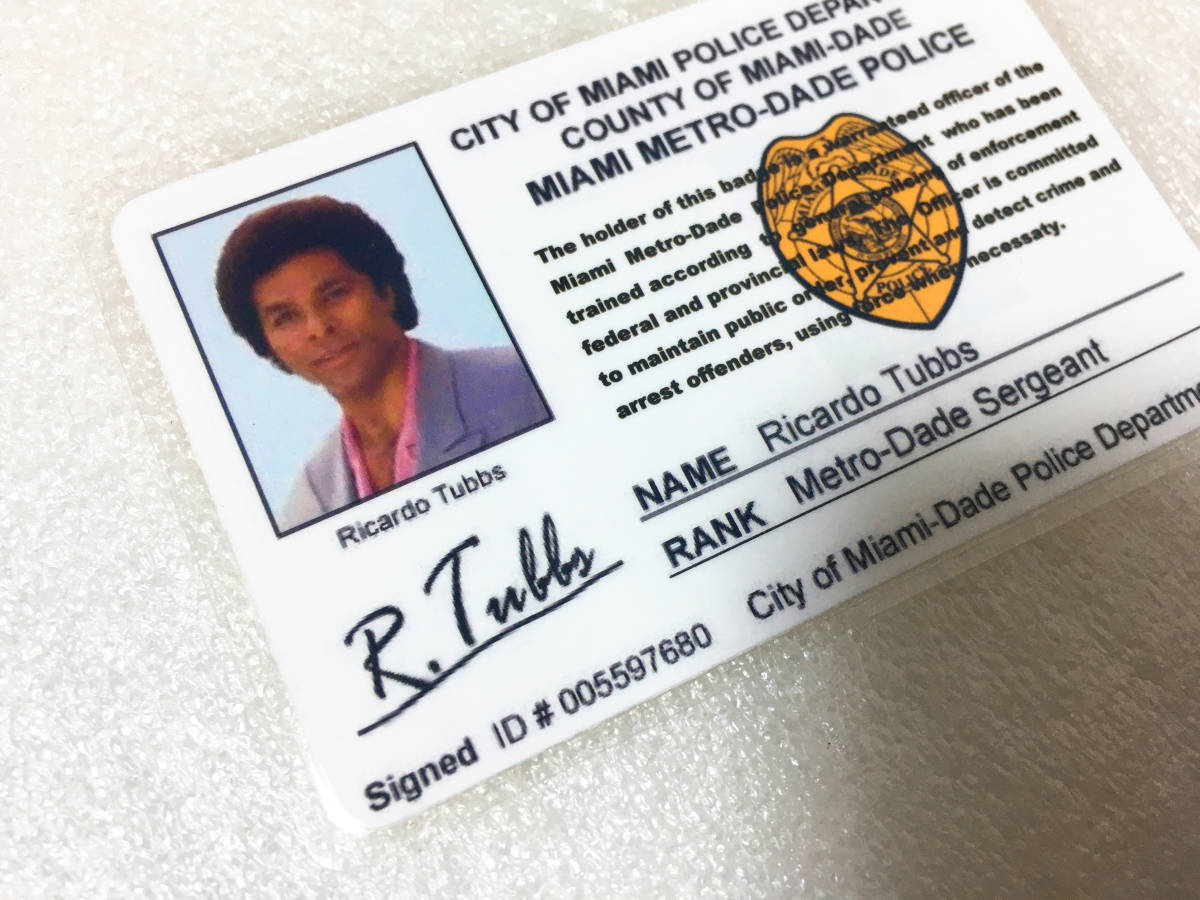 CITY OF MIAMI POLICE DEPAR
COUNTY OF MIAMI-DADE
MIAMI METRO-DADE POLICE
The holder of this badge is a warranteed officer of the
Miami Metro-Dade Police Department who has been
trained according to general policing of enforcement
federal and provincial law. The Officer is committed
to maintain public order, prevent and detect crime and
arrest offenders, using force when necessaty.
POLICE
Ricardo Tubbs
R. Tubbs
NAME Ricardo Tubbs
RANK Metro-Dade Sergeant
Signed ID # 005597680 City of Miami-Dade Police Departme